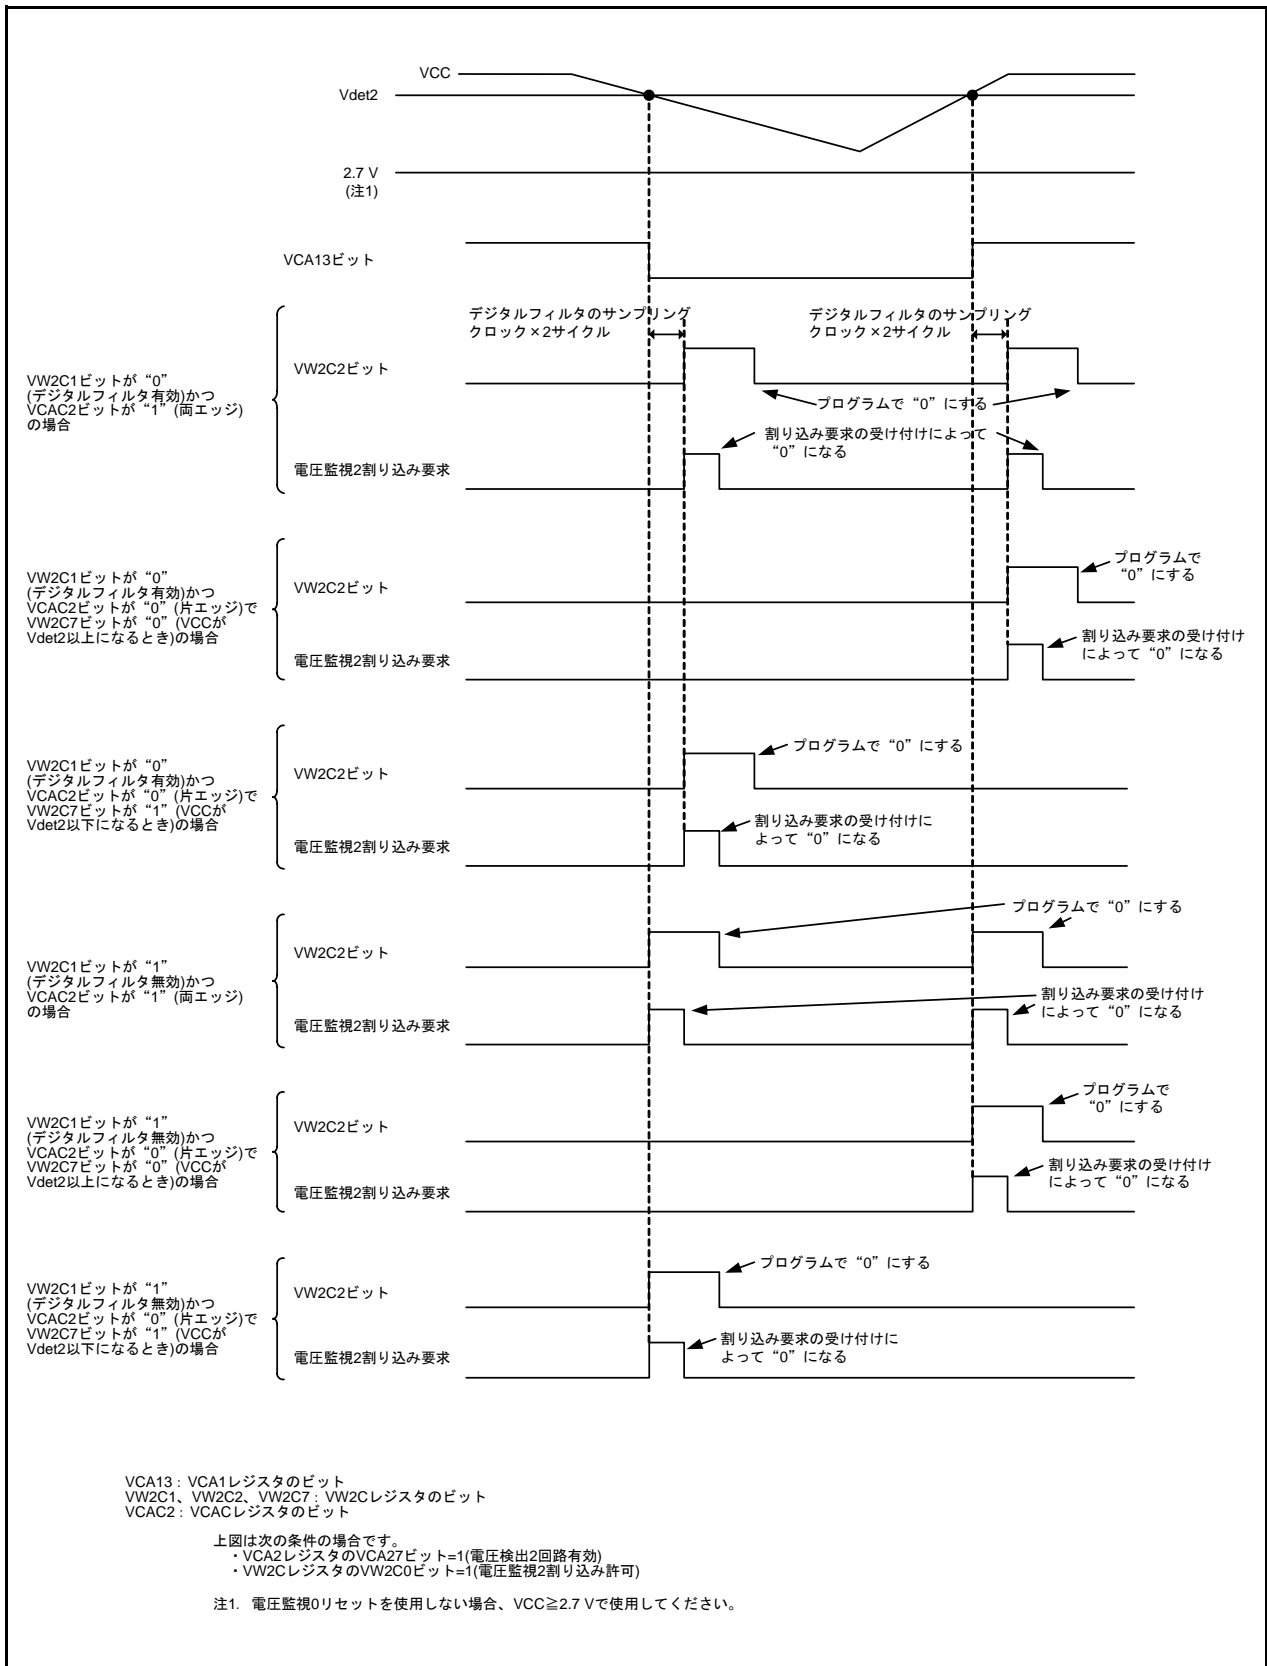 VCC
Vdet2
2.7 V
(注1)
VCA13ビット
デジタルフィルタのサンプリング
クロック×2サイクル
デジタルフィルタのサンプリング
クロック×2サイクル
VW2C1ビットが“0”
(デジタルフィルタ有効)かつ
VCAC2ビットが“1”(両エッジ)
の場合
VW2C2ビット
プログラムで“0”にする
割り込み要求の受け付けによって
“0”になる
電圧監視2割り込み要求
VW2C1ビットが“0”
(デジタルフィルタ有効)かつ
VCAC2ビットが“0”(片エッジ)で
VW2C7ビットが“0”(VCCが
Vdet2以上になるとき)の場合
VW2C2ビット
プログラムで
“0”にする
電圧監視2割り込み要求
割り込み要求の受け付け
によって“0”になる
VW2C1ビットが“0”
(デジタルフィルタ有効)かつ
VCAC2ビットが“0”(片エッジ)で
VW2C7ビットが“1”(VCCが
Vdet2以下になるとき)の場合
VW2C2ビット
プログラムで“0”にする
電圧監視2割り込み要求
割り込み要求の受け付けに
よって“0”になる
VW2C1ビットが“1”
(デジタルフィルタ無効)かつ
VCAC2ビットが“1”(両エッジ)
の場合
VW2C2ビット
プログラムで“0”にする
電圧監視2割り込み要求
割り込み要求の受け付け
によって“0”になる
VW2C1ビットが“1”
(デジタルフィルタ無効)かつ
VCAC2ビットが“0”(片エッジ)で
VW2C7ビットが“0”(VCCが
Vdet2以上になるとき)の場合
VW2C2ビット
プログラムで
“0”にする
電圧監視2割り込み要求
割り込み要求の受け付け
によって“0”になる
VW2C1ビットが“1”
(デジタルフィルタ無効)かつ
VCAC2ビットが“0”(片エッジ)で
VW2C7ビットが“1”(VCCが
Vdet2以下になるとき)の場合
VW2C2ビット
プログラムで“0”にする
電圧監視2割り込み要求
割り込み要求の受け付けに
よって“0”になる
VCA13：VCA1レジスタのビット
VW2C1、VW2C2、VW2C7：VW2Cレジスタのビット
VCAC2：VCACレジスタのビット
上図は次の条件の場合です。
・VCA2レジスタのVCA27ビット=1(電圧検出2回路有効)
・VW2CレジスタのVW2C0ビット=1(電圧監視2割り込み許可)
注1. 電圧監視0リセットを使用しない場合、VCC≧2.7 Vで使用してください。